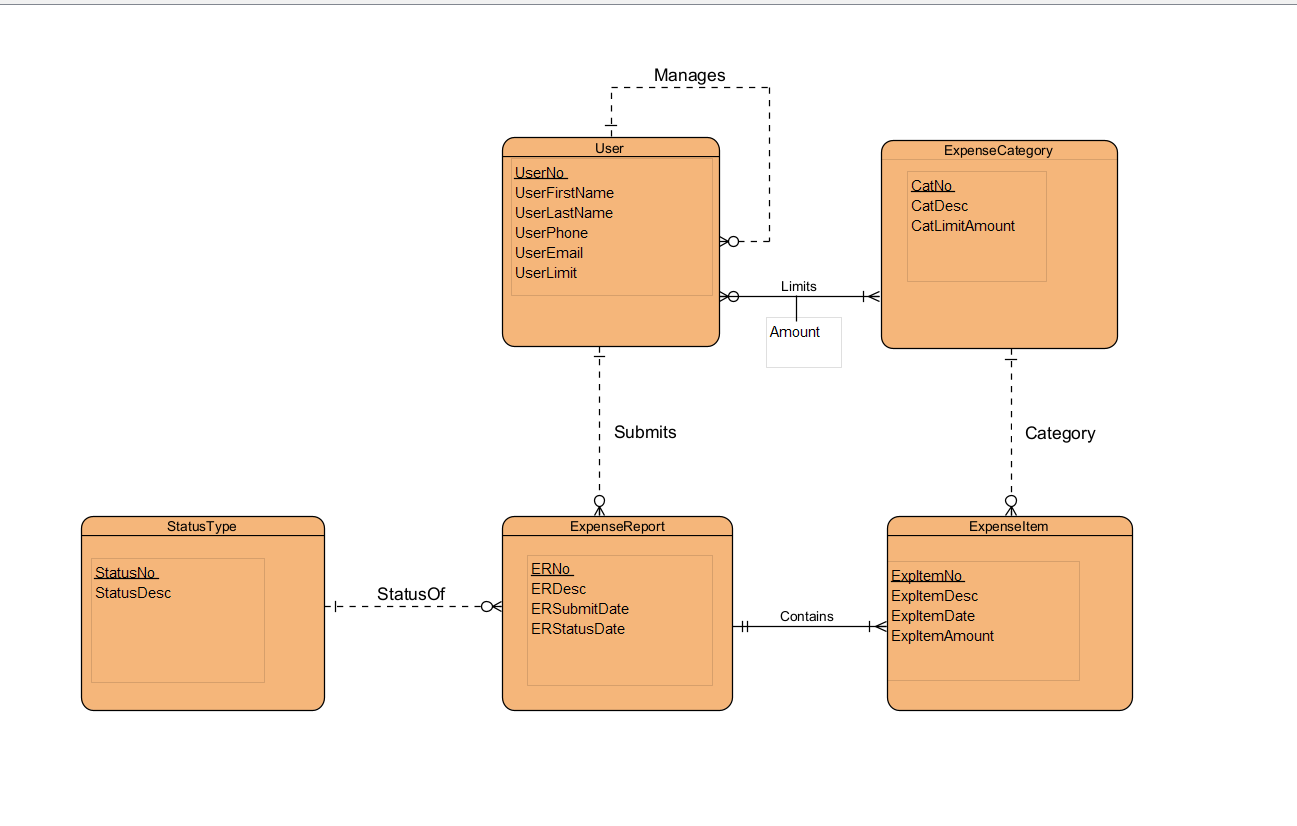 Manages
User
UserNo
UserFirstName
UserLastName
UserPhone
UserEmail
UserLimit
ExpenseCategory
CatNo
CatDesc
CatLimitAmount
Limits
Amount
Submits
Category
StatusType
StatusNo
StatusDesc
StatusOf
ExpenseReport
ERNo
ERDesc
ERSubmitDate
ERStatusDate
Contains
ExpenseItem
ExpItemNo
ExpItemDesc
ExpItemDate
ExpItemAmount